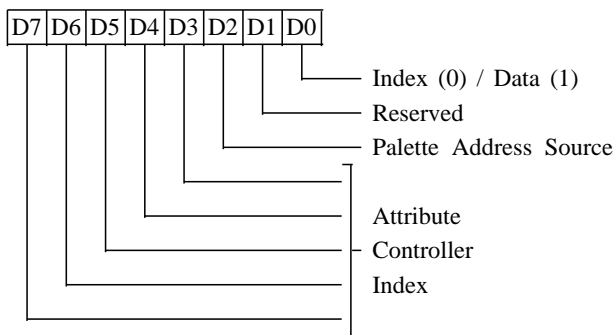 D7 D6 D5 D4 D3 D2 D1 D0
Index (0) / Data (1)
Reserved
Palette Address Source
Attribute
Controller
Index